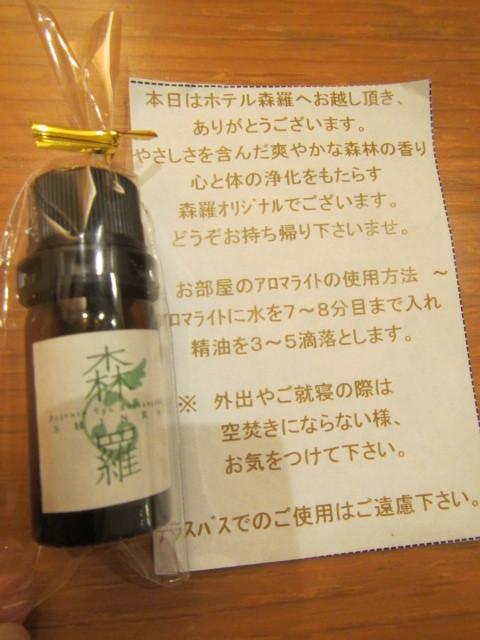 本日はホテル森羅へお越し頂き、
ありがとうございます。
やさしさを含んだ爽やかな森林の香り
心と体の浄化をもたらす
森羅オリジナルでございます。
どうぞお持ち帰り下さいませ。
お部屋のアロマライトの使用方法 ～
アロマライトに水を7～8分目まで入れ
精油を3～5滴落とします。
※ 外出やご就寝の際は
空焚きにならない様、
お気をつけて下さい。
テラスバスでのご使用はご遠慮下さい。
森羅